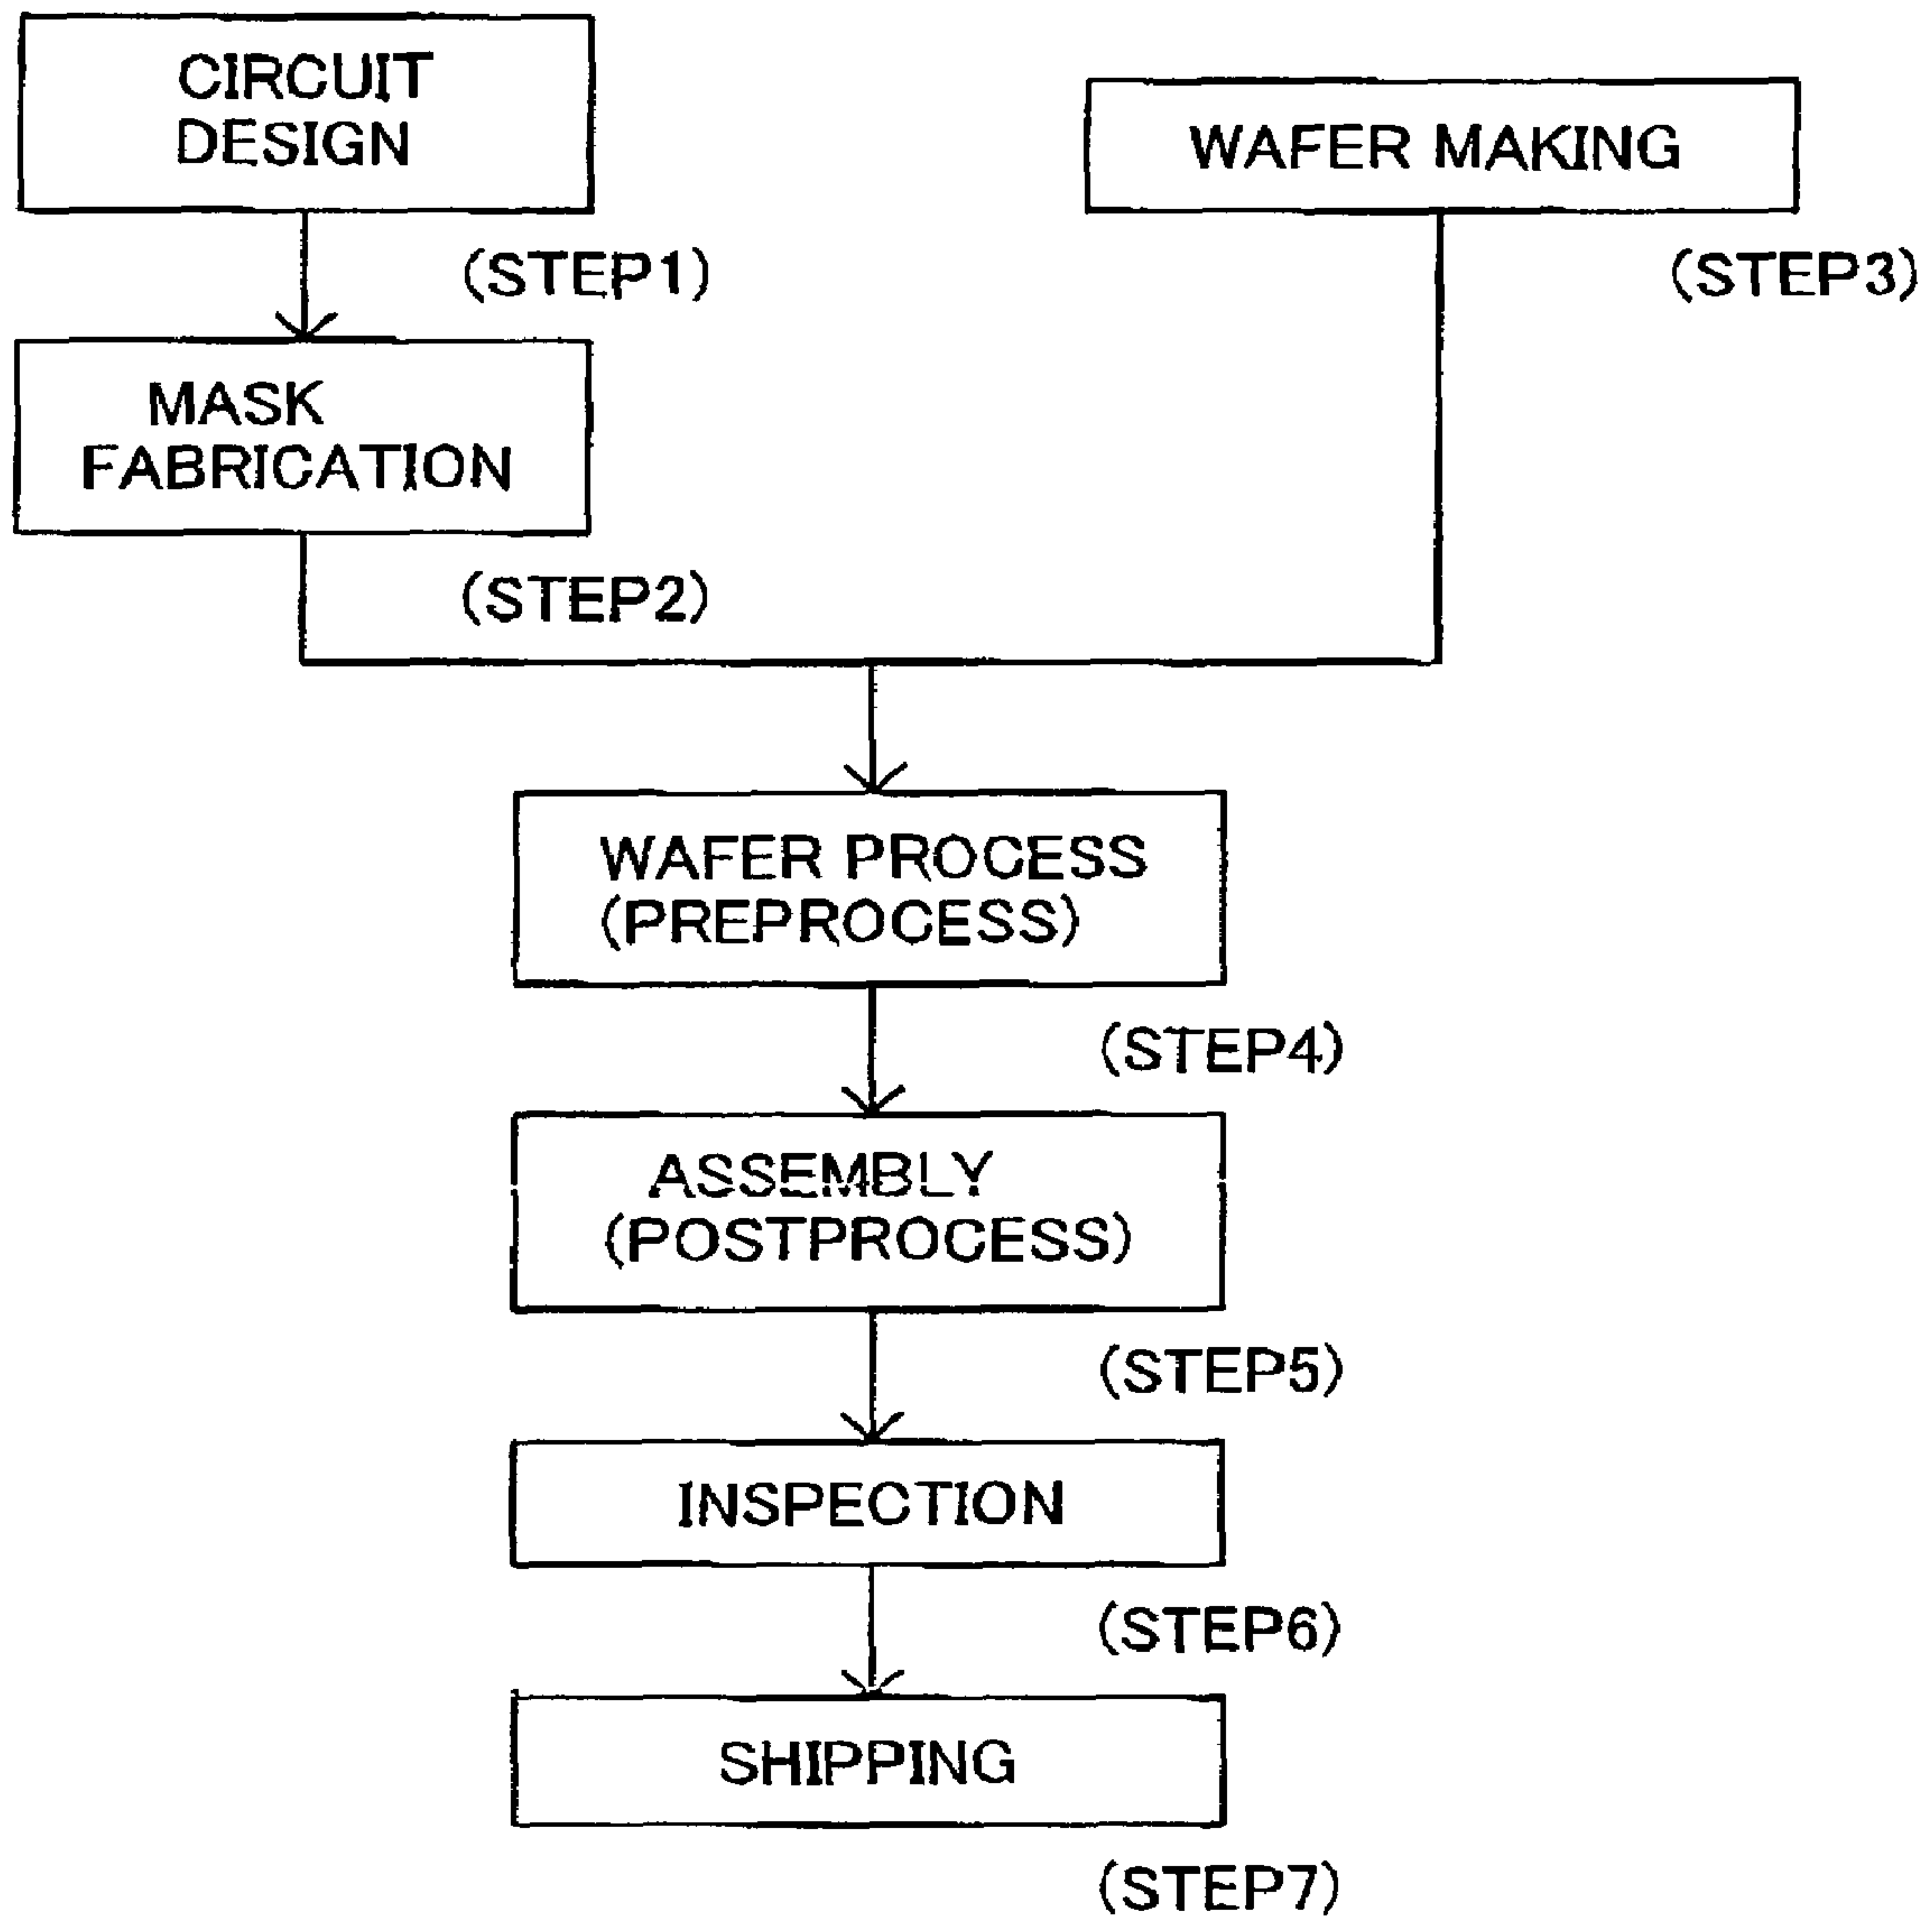 CIRCUIT
DESIGN
(STEP1)
MASK
FABRICATION
(STEP2)
WAFER MAKING
(STEP3)
WAFER PROCESS
(PREPROCESS)
(STEP4)
ASSEMBLY
(POSTPROCESS)
(STEP5)
INSPECTION
(STEP6)
SHIPPING
(STEP7)